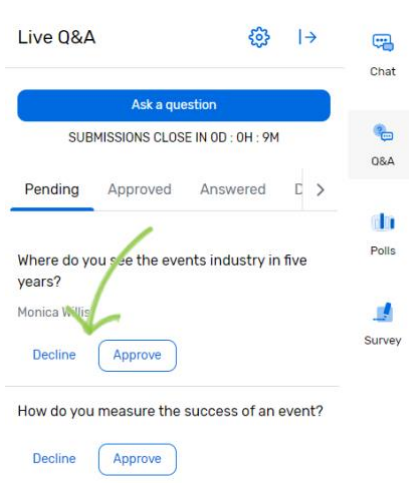 Live Q&A
Ask a question
SUBMISSIONS CLOSE IN 0D : 0H : 9M
Pending Approved Answered D
Where do you see the events industry in five
years?
Monica Willis
Decline Approve
How do you measure the success of an event?
Decline Approve
Chat
Q&A
Polls
Survey